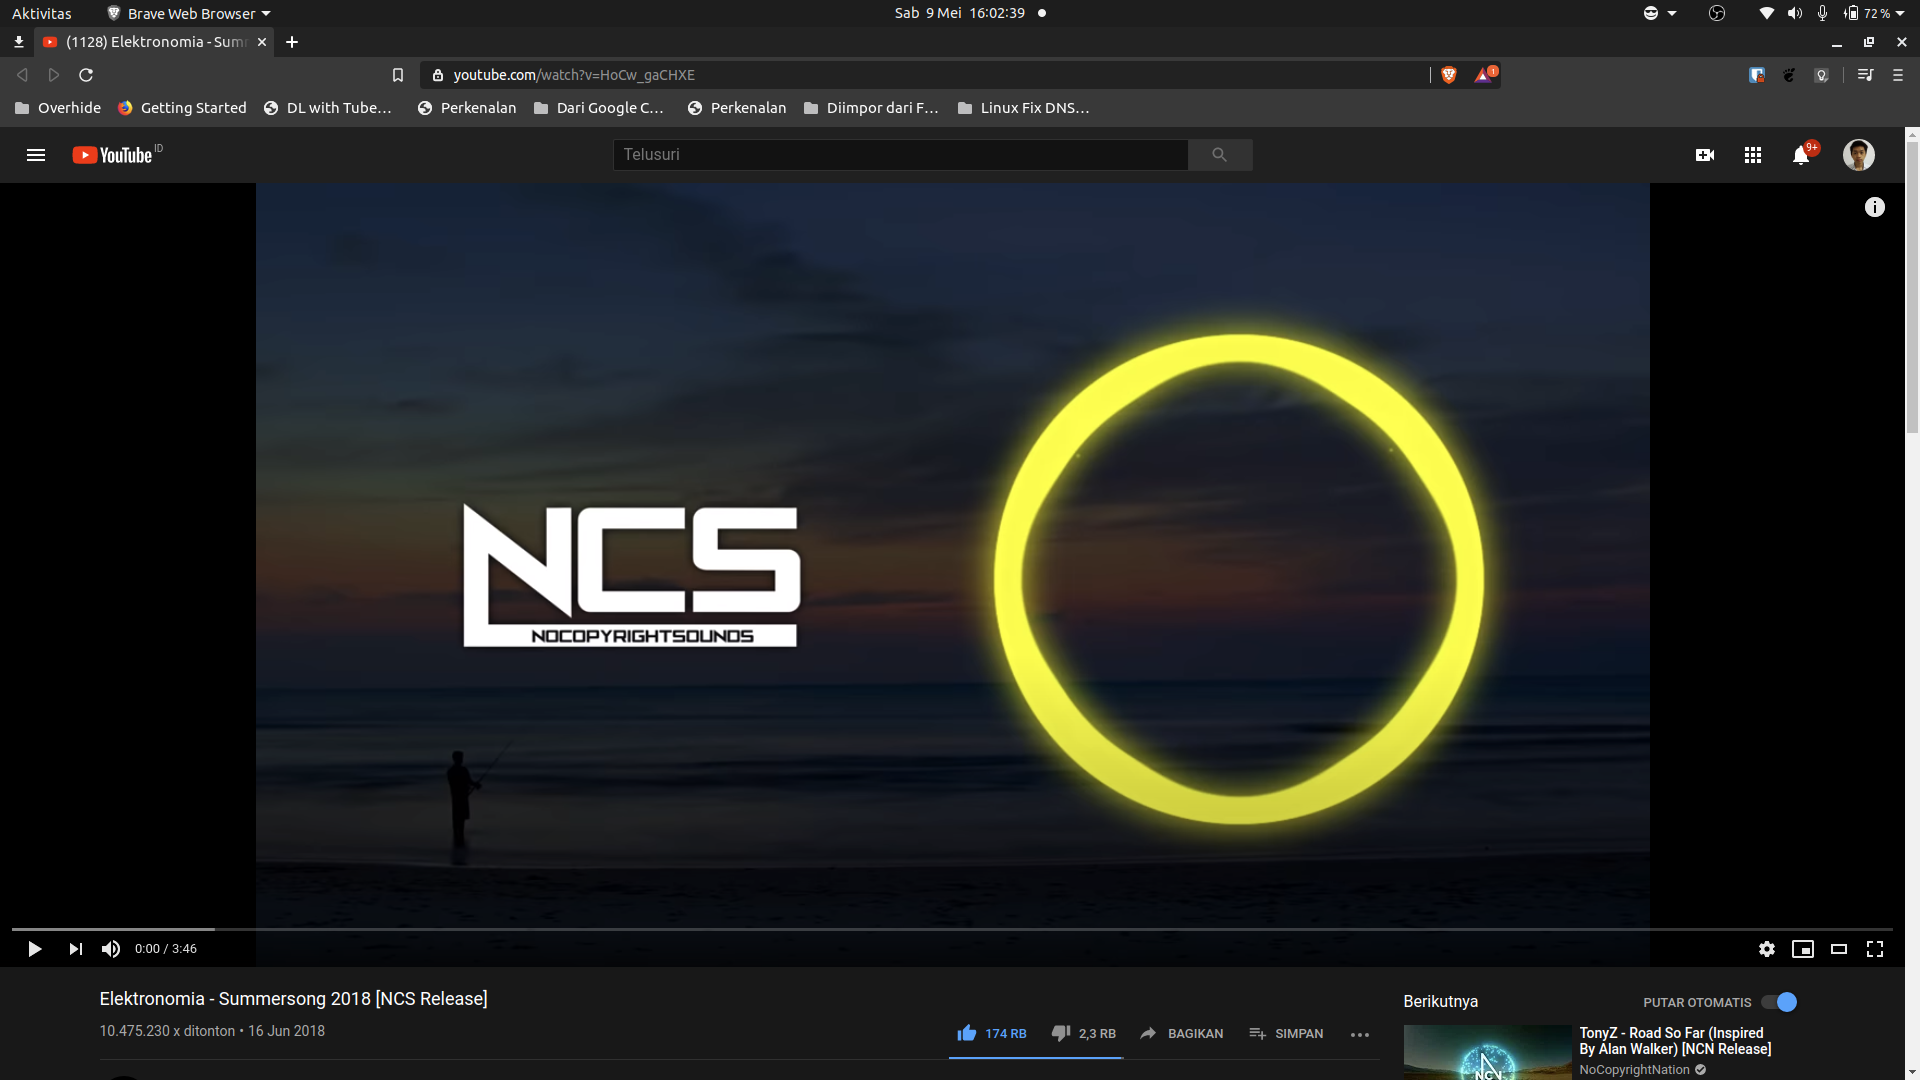 Aktivitas
Brave Web Browser
Sab 9 Mei 16:02:39
72 %
(1128) Elektronomia - Sum
youtube.com/watch?v=HoCw_gaCHXE
1
Overhide
Getting Started
DL with Tube…
Perkenalan
Dari Google C…
Perkenalan
Diimpor dari F…
Linux Fix DNS…
YouTube ID
Telusuri
9+
NCS
NOCOPYRIGHTSOUNDS
0:00 / 3:46
Elektronomia - Summersong 2018 [NCS Release]
10.475.230 x ditonton • 16 Jun 2018
174 RB
2,3 RB
BAGIKAN
SIMPAN
Berikutnya
PUTAR OTOMATIS
TonyZ - Road So Far (Inspired
By Alan Walker) [NCN Release]
NoCopyrightNation
NCN